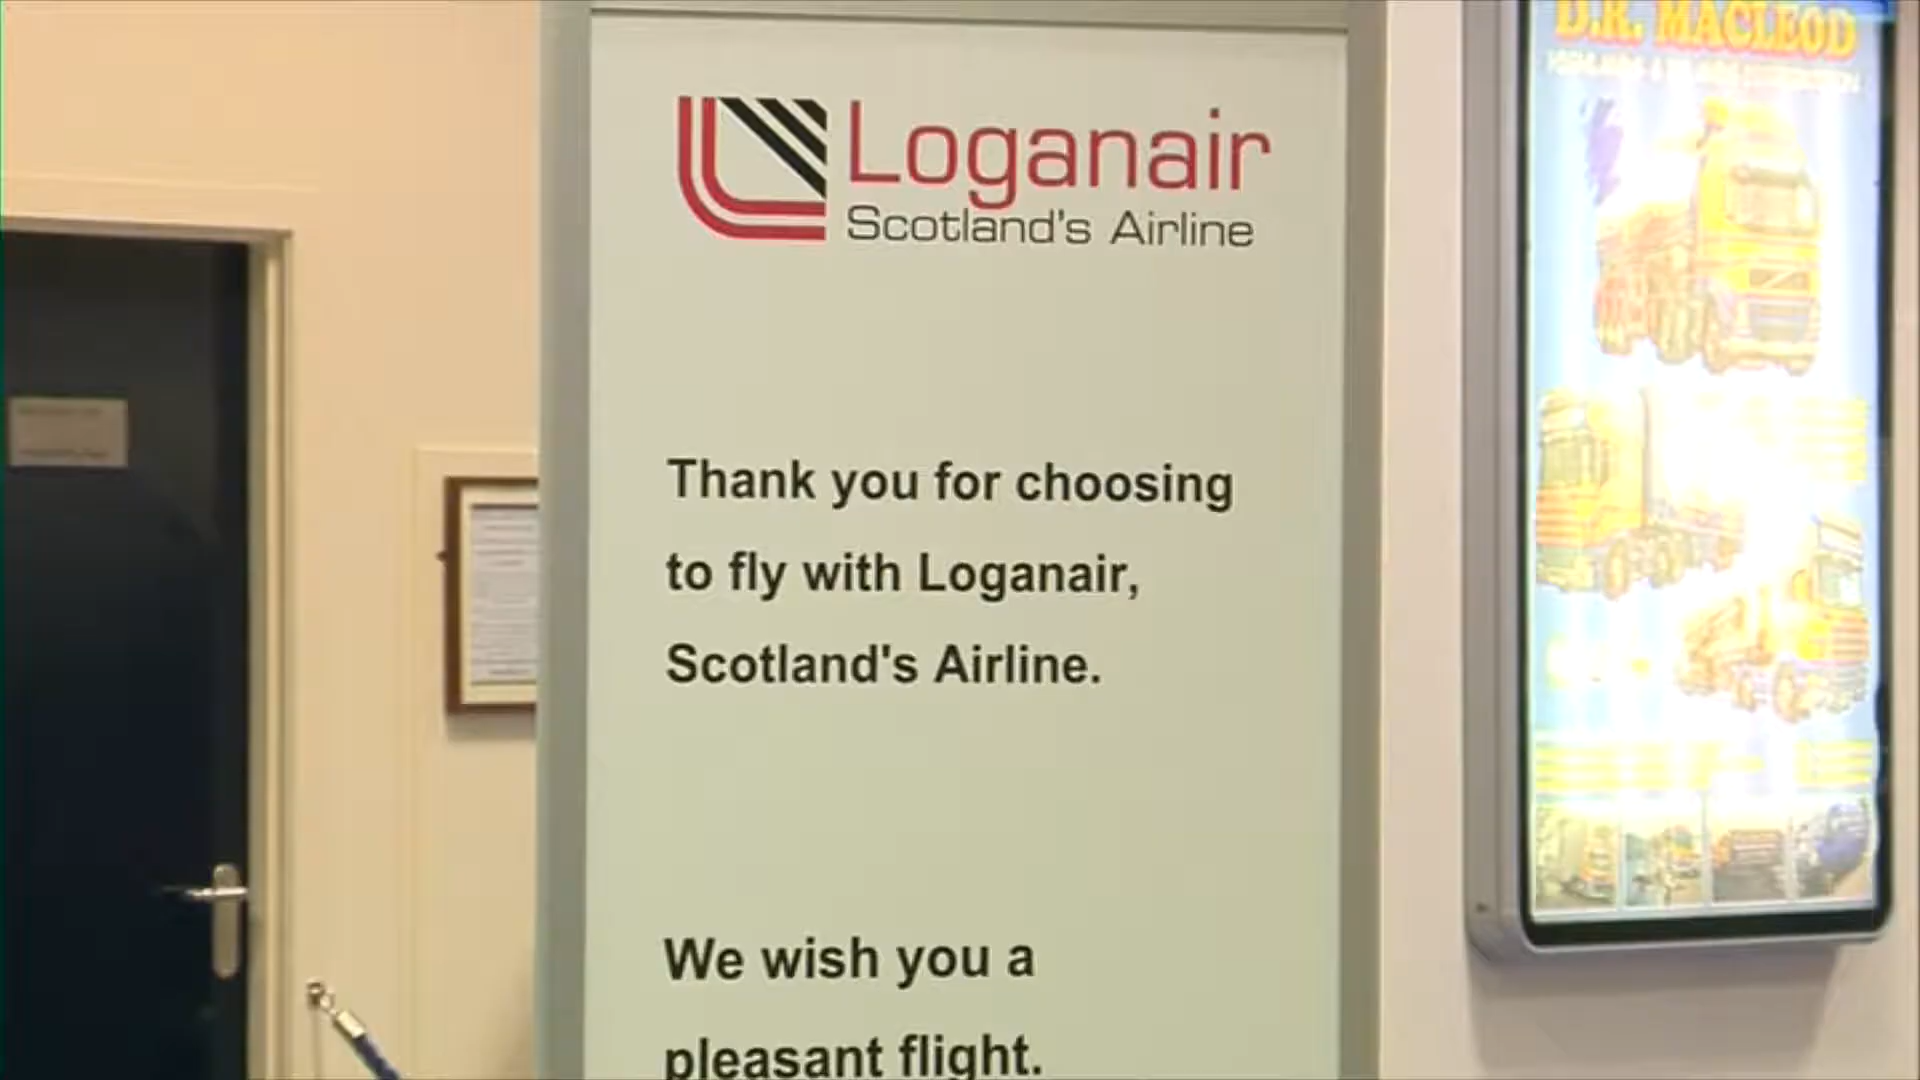 Loganair
Scotland's Airline
Thank you for choosing
to fly with Loganair,
Scotland's Airline.
We wish you a
pleasant flight.
D.R. MACLEOD